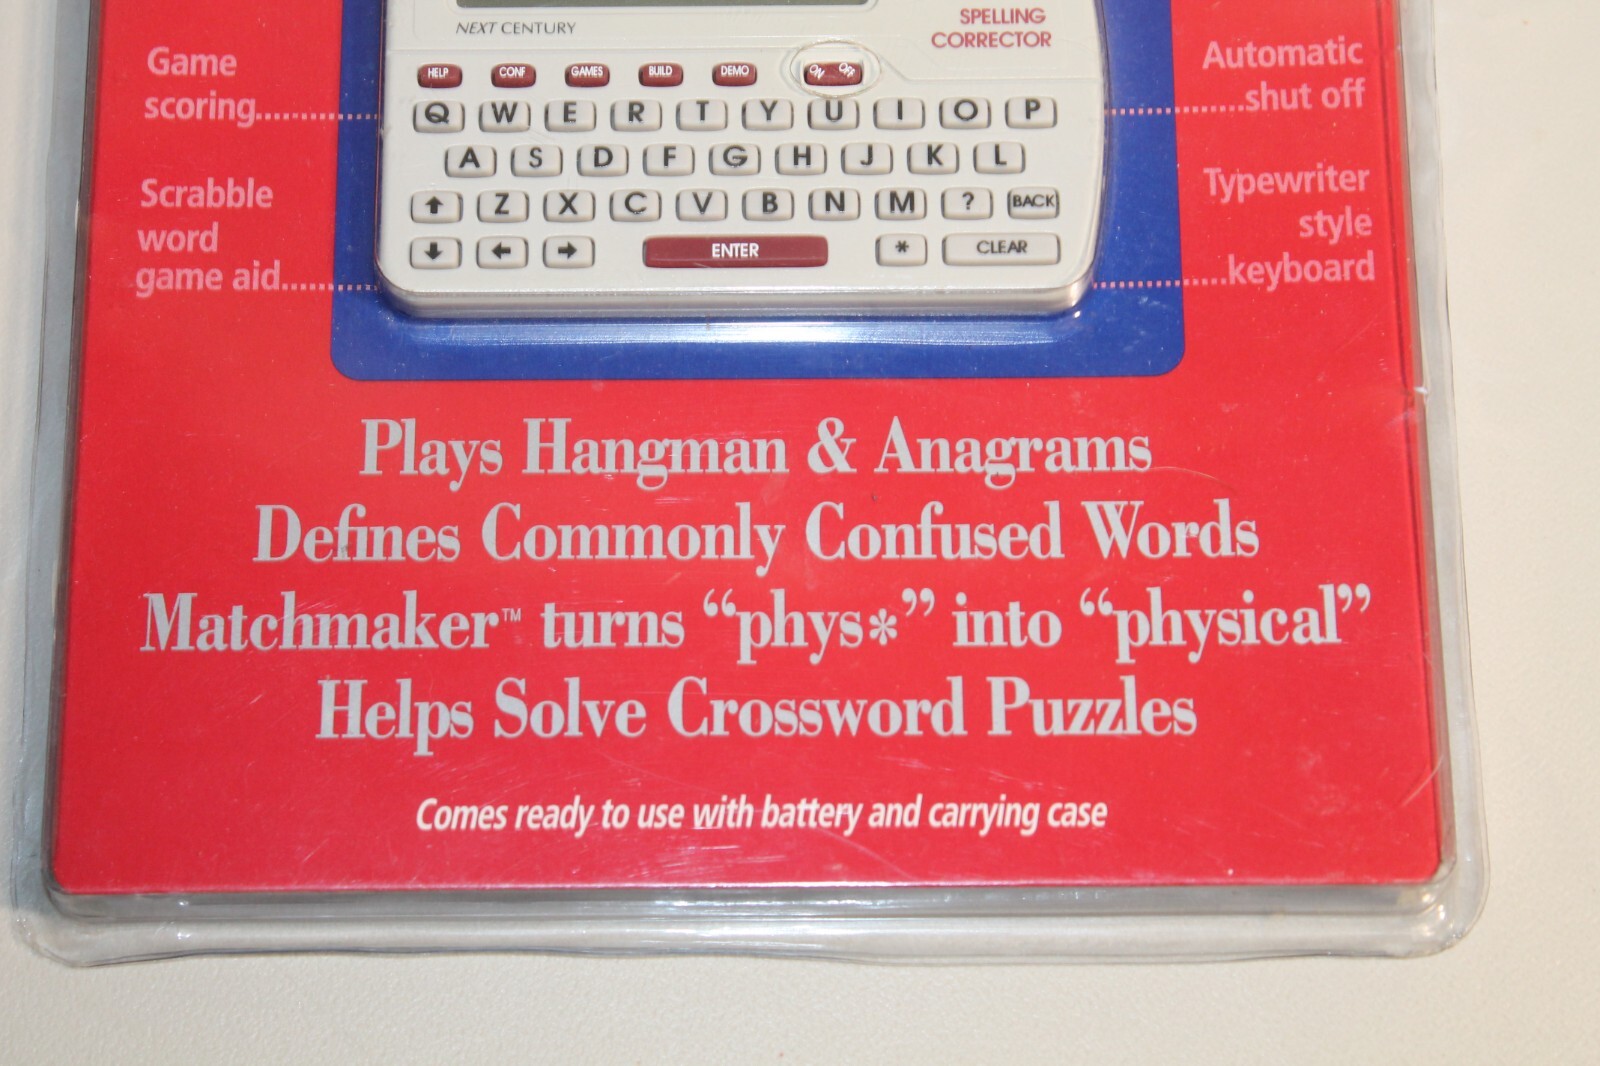 NEXT CENTURY
SPELLING
CORRECTOR
Game
scoring
Scrabble
word
game aid
Automatic
shut off
Typewriter
style
keyboard
HELP CONF GAMES BUILD DEMO ON OFF
Q W E R T Y U I O P
A S D F G H J K L
↑ Z X C V B N M ? BACK
↓ ← → ENTER * CLEAR
Plays Hangman & Anagrams
Defines Commonly Confused Words
Matchmaker™ turns “phys*” into “physical”
Helps Solve Crossword Puzzles
Comes ready to use with battery and carrying case